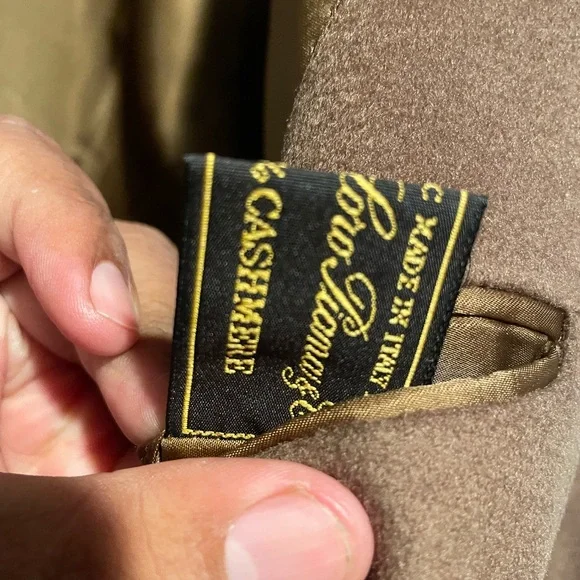 C MADE IN ITALY
Loro Piana &
% CASHMERE